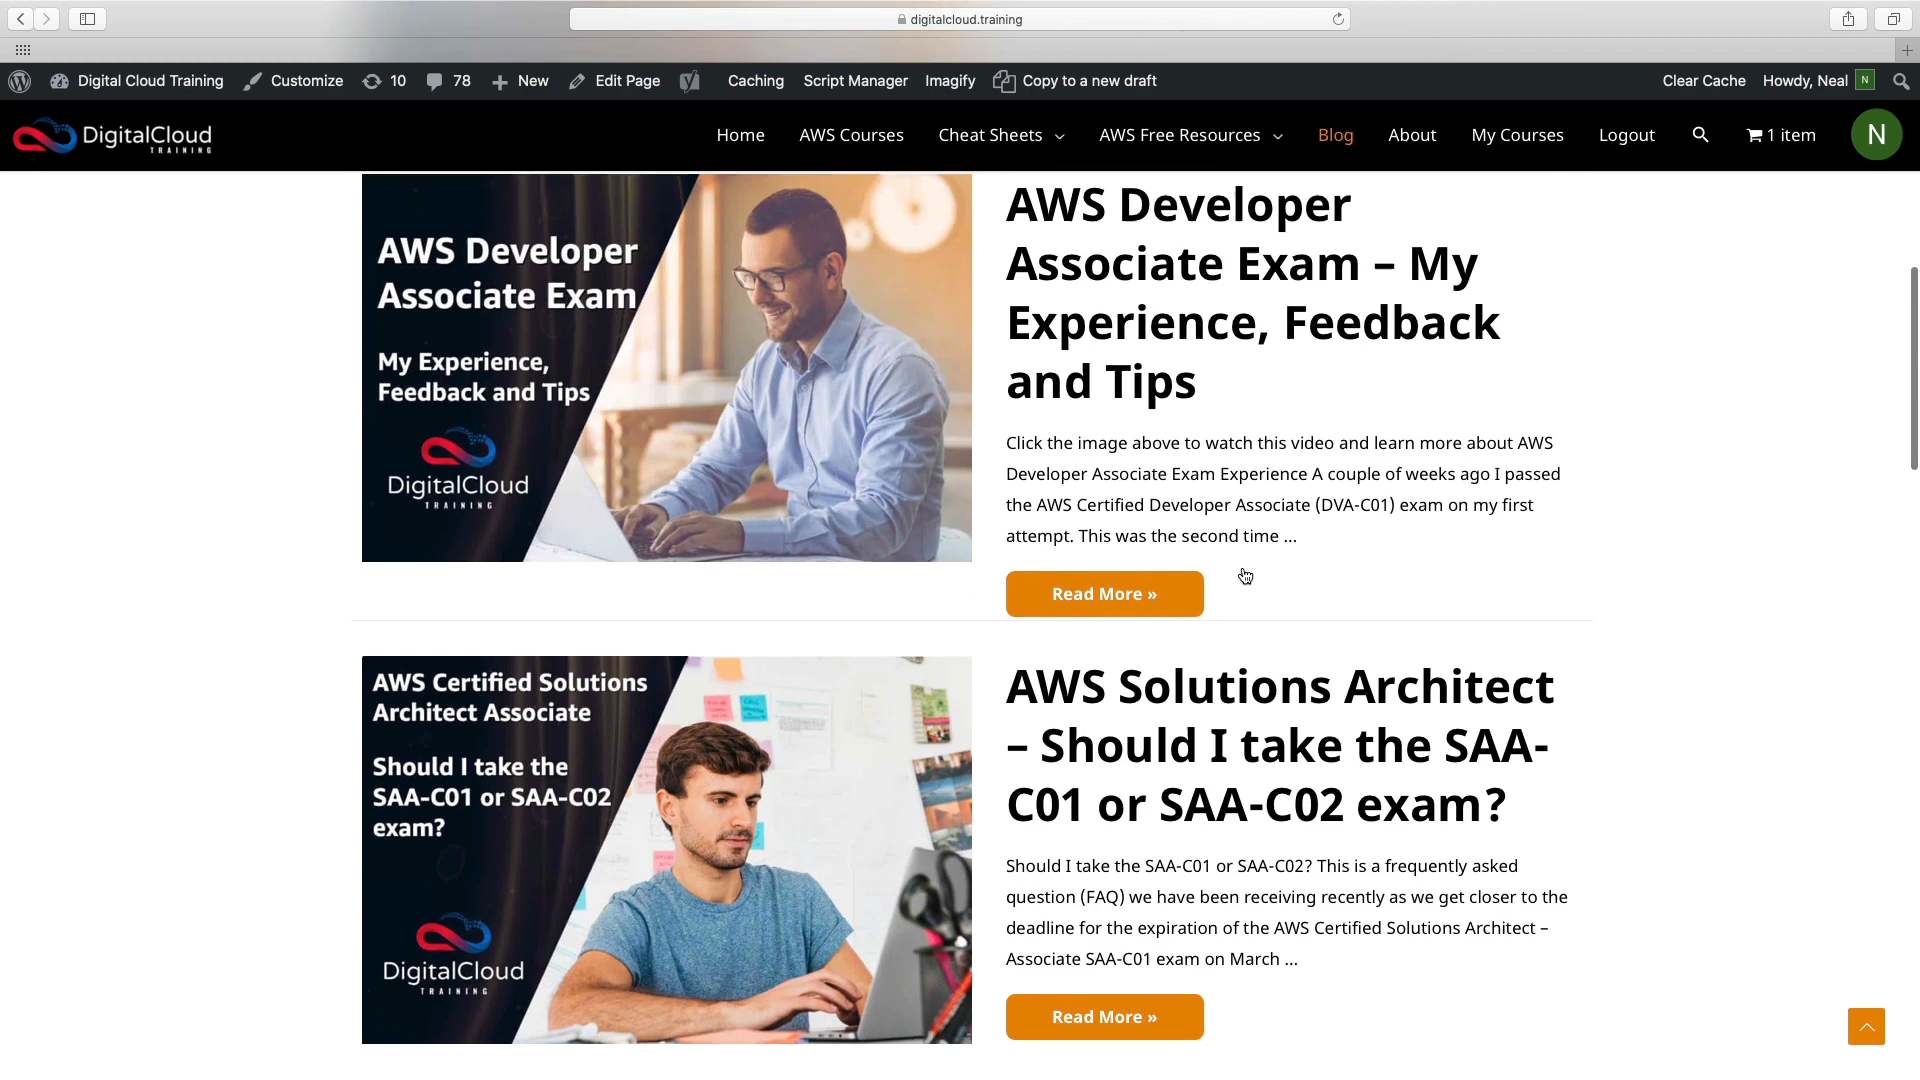 digitalcloud.training
Digital Cloud Training Customize 10 78 New Edit Page Caching Script Manager Imagify Copy to a new draft Clear Cache Howdy, Neal N
DigitalCloud
TRAINING
Home AWS Courses Cheat Sheets AWS Free Resources Blog About My Courses Logout 1 item N
AWS Developer
Associate Exam
My Experience,
Feedback and Tips
DigitalCloud
TRAINING
AWS Developer
Associate Exam – My
Experience, Feedback
and Tips
Click the image above to watch this video and learn more about AWS
Developer Associate Exam Experience A couple of weeks ago I passed
the AWS Certified Developer Associate (DVA-C01) exam on my first
attempt. This was the second time ...
Read More »
AWS Certified Solutions
Architect Associate
Should I take the
SAA-C01 or SAA-C02
exam?
DigitalCloud
TRAINING
AWS Solutions Architect
– Should I take the SAA-
C01 or SAA-C02 exam?
Should I take the SAA-C01 or SAA-C02? This is a frequently asked
question (FAQ) we have been receiving recently as we get closer to the
deadline for the expiration of the AWS Certified Solutions Architect –
Associate SAA-C01 exam on March ...
Read More »